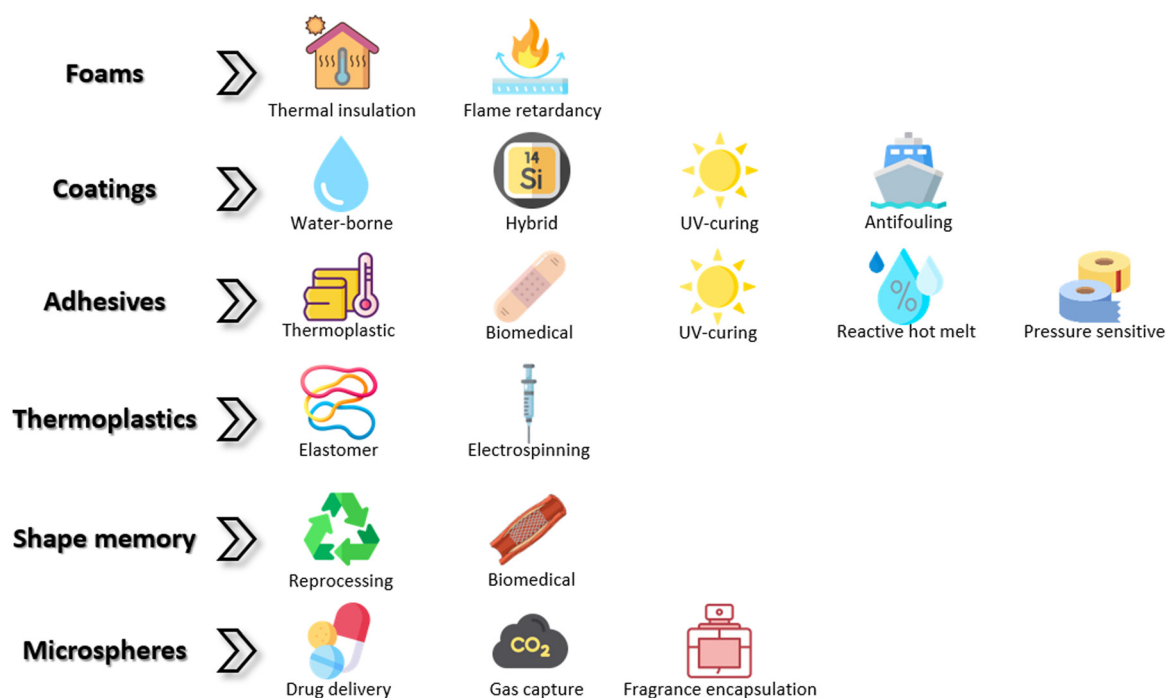 Foams
Thermal insulation
Flame retardancy
Coatings
Water-borne
14
Si
Hybrid
UV-curing
Antifouling
Adhesives
Thermoplastic
Biomedical
UV-curing
%
Reactive hot melt
Pressure sensitive
Thermoplastics
Elastomer
Electrospinning
Shape memory
Reprocessing
Biomedical
Microspheres
Drug delivery
CO₂
Gas capture
Fragrance encapsulation